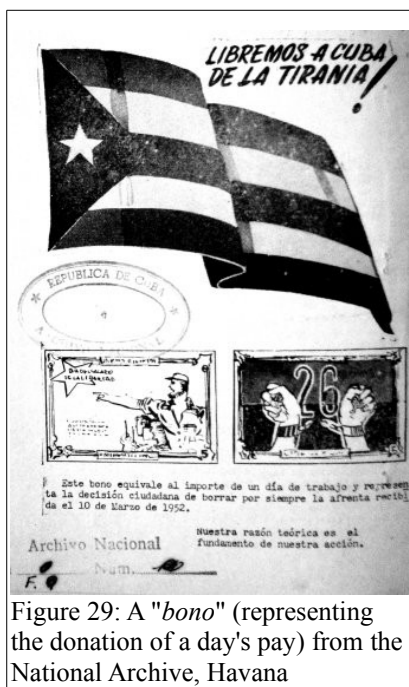 LIBREMOS A CUBA
DE LA TIRANIA!
REPUBLICA DE CUBA
26
Este bono equivale al importe de un día de trabajo y represen
ta la decisión ciudadana de borrar por siempre la afrenta recibi
da el 10 de Marzo de 1952.
Nuestra razón teórica es el
fundamento de nuestra acción.
Archivo Nacional
Num.
F.
Figure 29: A "bono" (representing
the donation of a day's pay) from the
National Archive, Havana